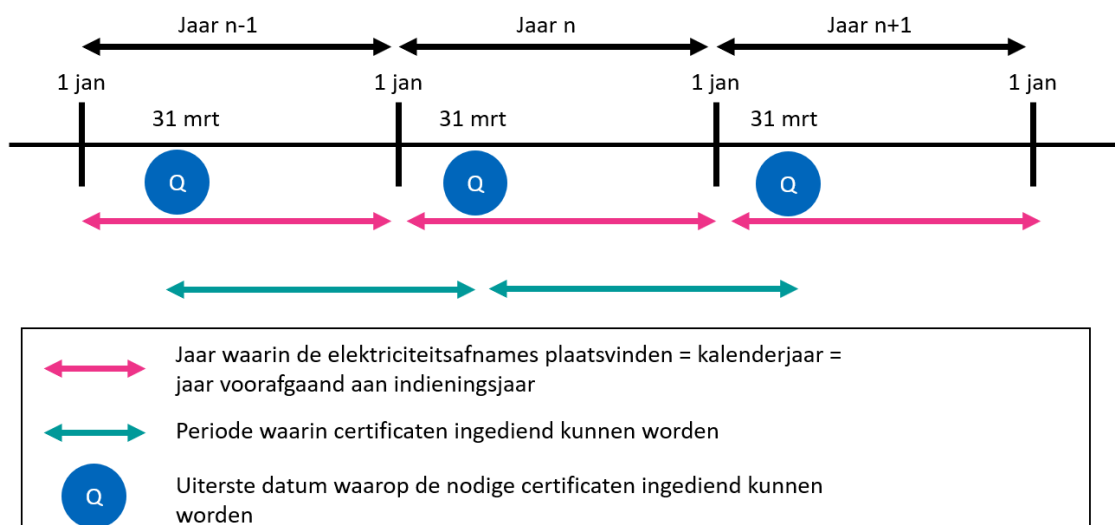 Jaar n-1
Jaar n
Jaar n+1
1 jan
1 jan
1 jan
1 jan
31 mrt
31 mrt
31 mrt
Q
Q
Q
Jaar waarin de elektriciteitsafnames plaatsvinden = kalenderjaar =
jaar voorafgaand aan indieningsjaar
Periode waarin certificaten ingediend kunnen worden
Q
Uiterste datum waarop de nodige certificaten ingediend kunnen
worden